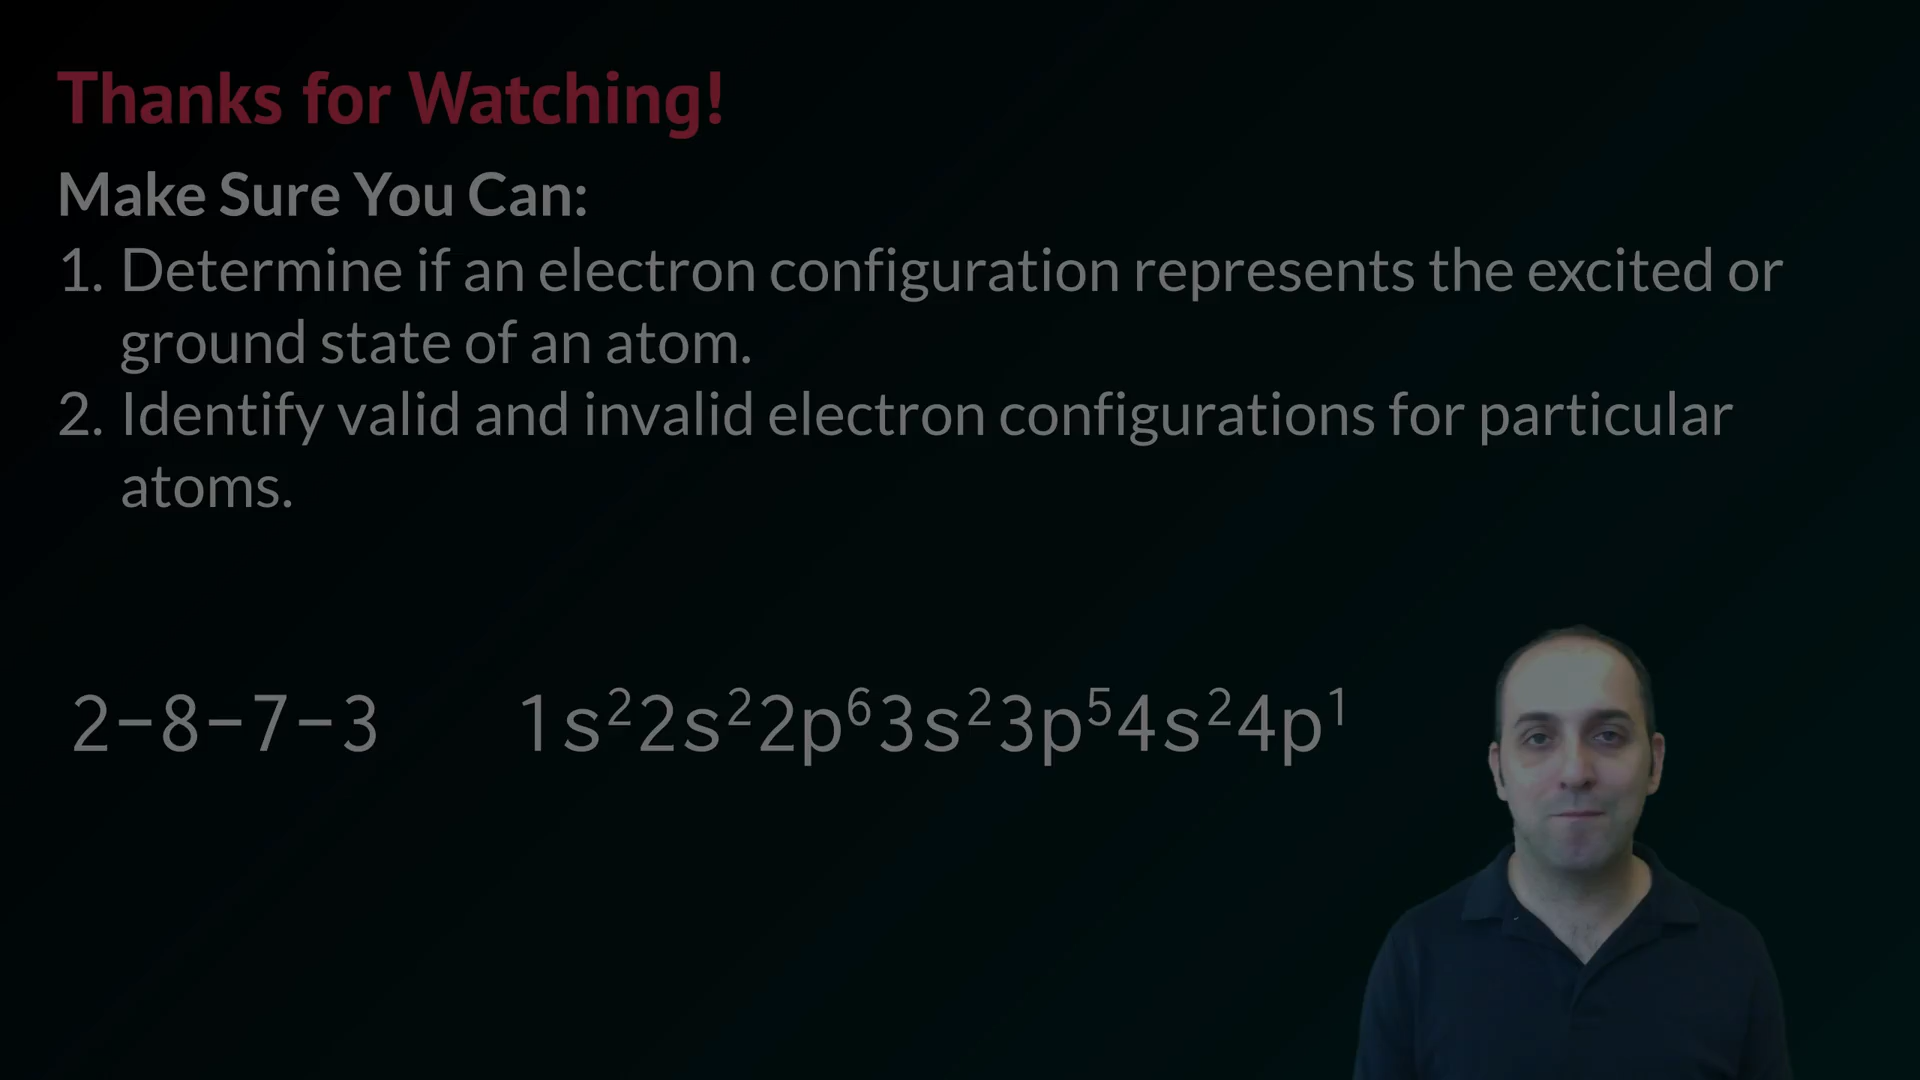 Thanks for Watching!
Make Sure You Can:
1. Determine if an electron configuration represents the excited or
ground state of an atom.
2. Identify valid and invalid electron configurations for particular
atoms.
2−8−7−3 1s²2s²2p⁶3s²3p⁵4s²4p¹